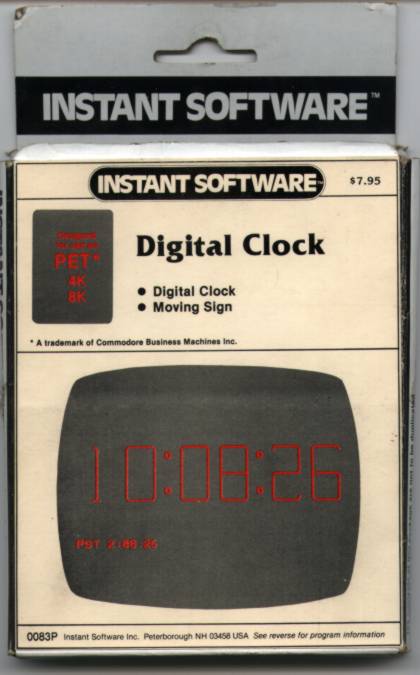 INSTANT SOFTWARE™
INSTANT SOFTWARE™
$7.95
PET*
4K
8K
Digital Clock
● Digital Clock
● Moving Sign
* A trademark of Commodore Business Machines Inc.
10:08:26
0083P Instant Software Inc. Peterborough NH 03458 USA See reverse for program information